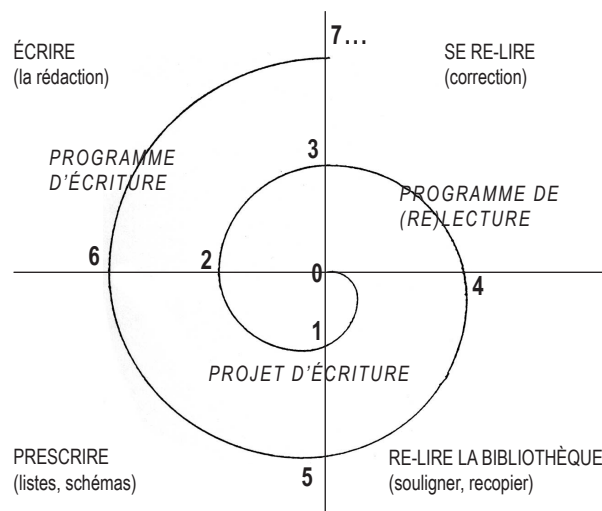 7...
ÉCRIRE
(la rédaction)
SE RE-LIRE
(correction)
3
PROGRAMME
D'ÉCRITURE
PROGRAMME DE
(RE)LECTURE
6
2
0
4
1
PROJET D'ÉCRITURE
PRESCRIRE
(listes, schémas)
RE-LIRE LA BIBLIOTHÈQUE
(souligner, recopier)
5